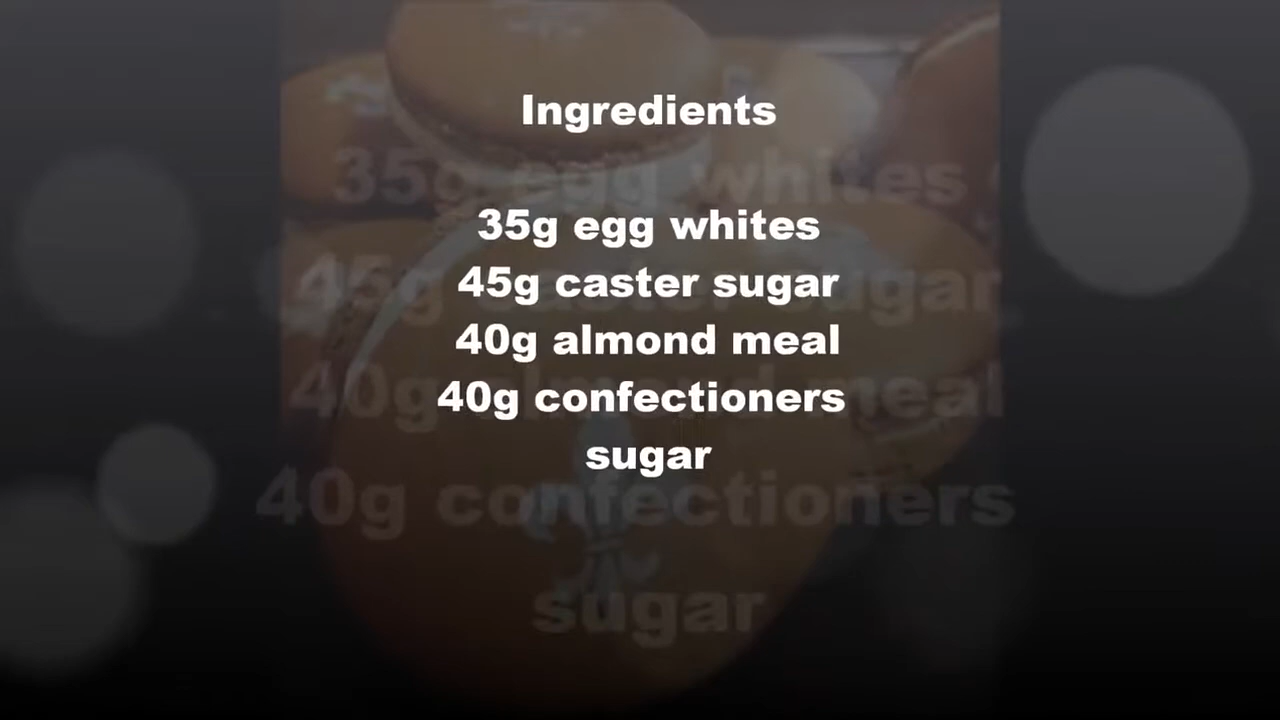 Ingredients
35g egg whites
45g caster sugar
40g almond meal
40g confectioners
sugar